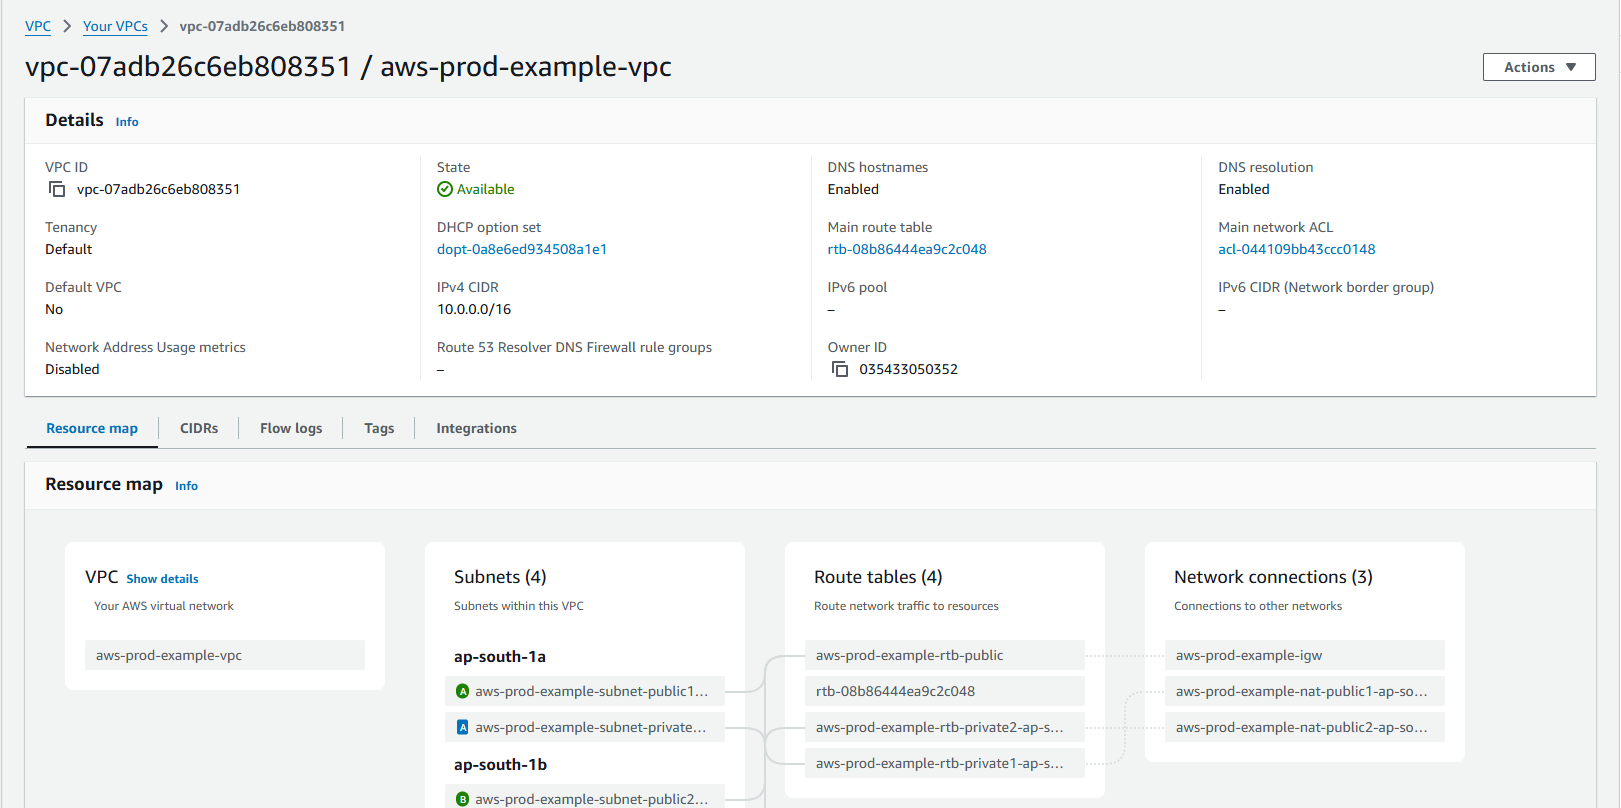 VPC > Your VPCs > vpc-07adb26c6eb808351
vpc-07adb26c6eb808351 / aws-prod-example-vpc
Actions
Details Info
VPC ID
vpc-07adb26c6eb808351
State
Available
DNS hostnames
Enabled
DNS resolution
Enabled
Tenancy
Default
DHCP option set
dopt-0a8e6ed934508a1e1
Main route table
rtb-08b86444ea9c2c048
Main network ACL
acl-044109bb43ccc0148
Default VPC
No
IPv4 CIDR
10.0.0.0/16
IPv6 pool
–
IPv6 CIDR (Network border group)
–
Network Address Usage metrics
Disabled
Route 53 Resolver DNS Firewall rule groups
–
Owner ID
035433050352
Resource map
CIDRs
Flow logs
Tags
Integrations
Resource map Info
VPC Show details
Your AWS virtual network
aws-prod-example-vpc
Subnets (4)
Subnets within this VPC
ap-south-1a
A aws-prod-example-subnet-public1...
A aws-prod-example-subnet-private...
ap-south-1b
B aws-prod-example-subnet-public2...
Route tables (4)
Route network traffic to resources
aws-prod-example-rtb-public
rtb-08b86444ea9c2c048
aws-prod-example-rtb-private2-ap-s...
aws-prod-example-rtb-private1-ap-s...
Network connections (3)
Connections to other networks
aws-prod-example-igw
aws-prod-example-nat-public1-ap-so...
aws-prod-example-nat-public2-ap-so...